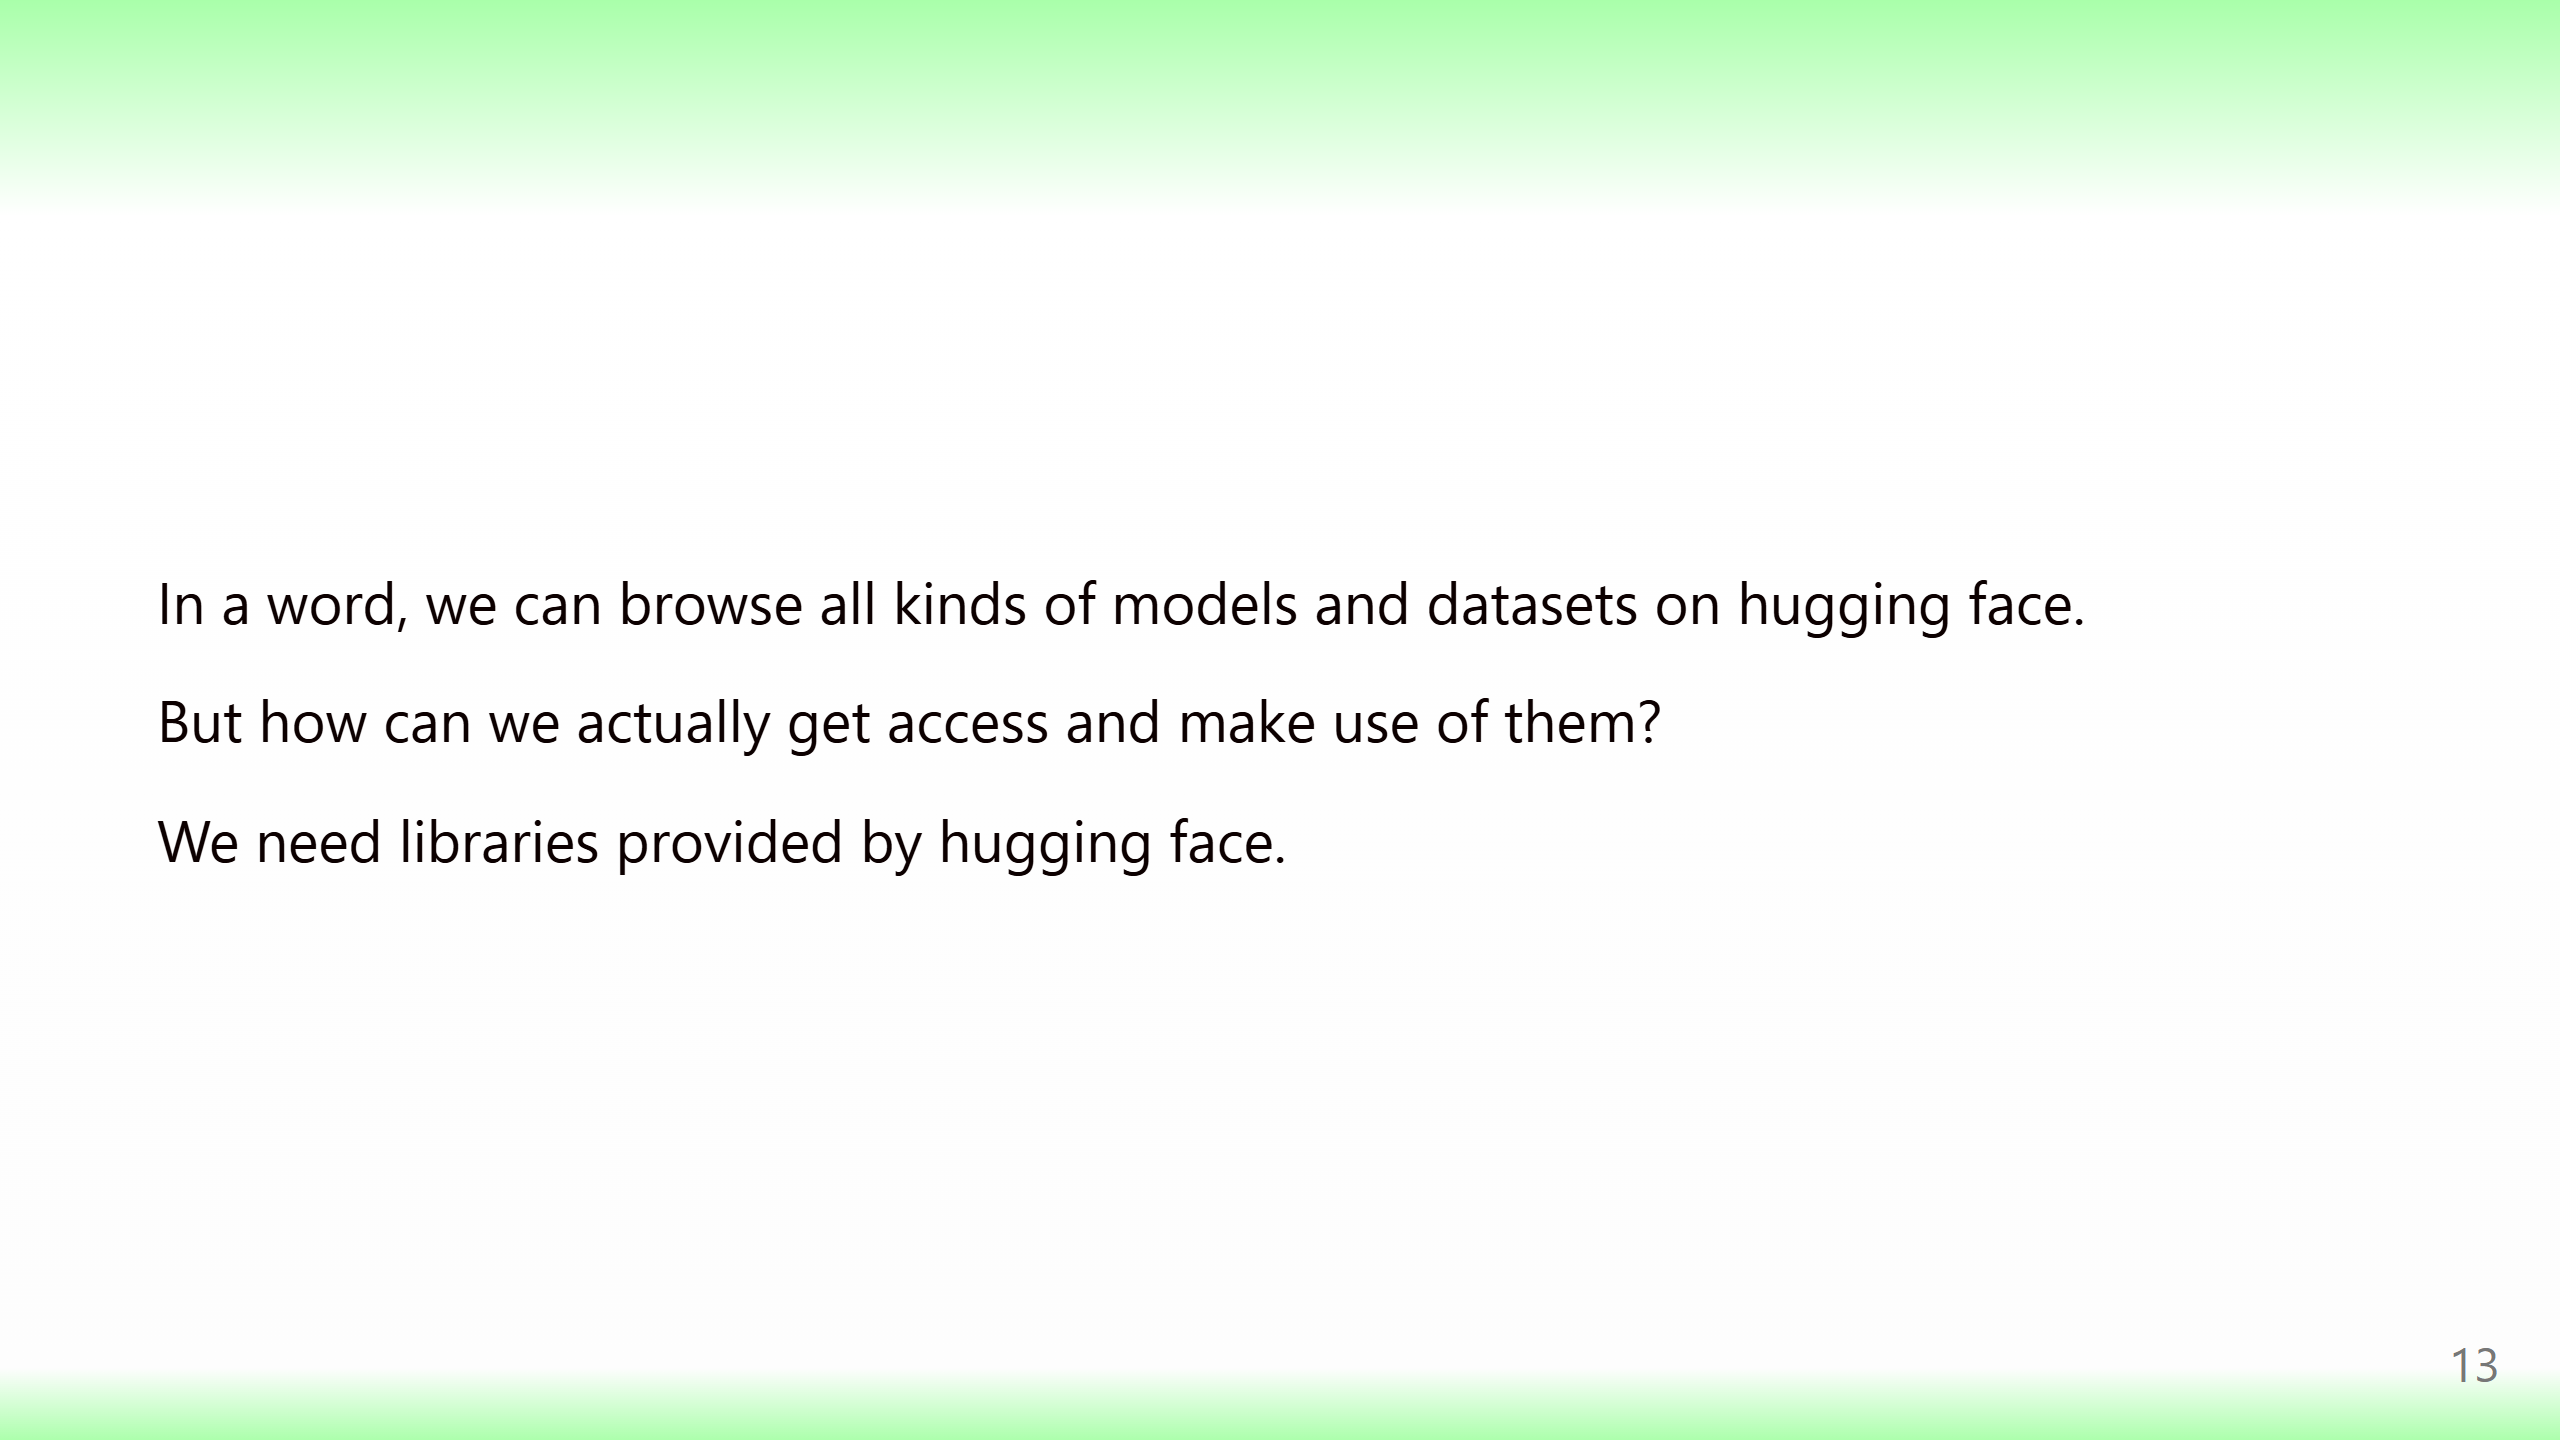 In a word, we can browse all kinds of models and datasets on hugging face.
But how can we actually get access and make use of them?
We need libraries provided by hugging face.
13